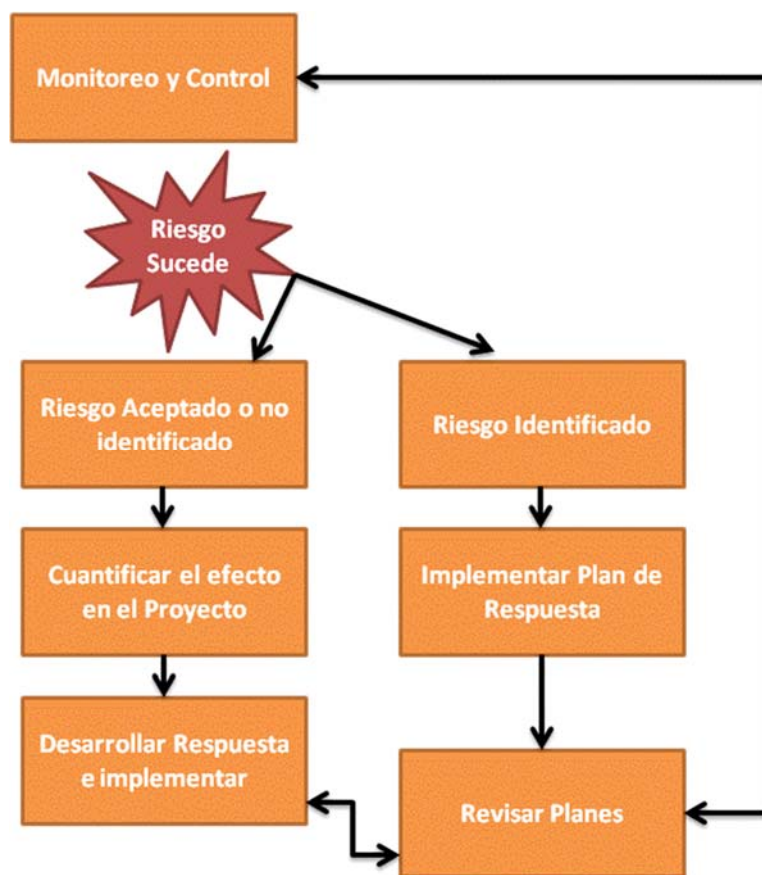 Monitoreo y Control
Riesgo
Sucede
Riesgo Aceptado o no
identificado
Riesgo Identificado
Cuantificar el efecto
en el Proyecto
Implementar Plan de
Respuesta
Desarrollar Respuesta
e implementar
Revisar Planes